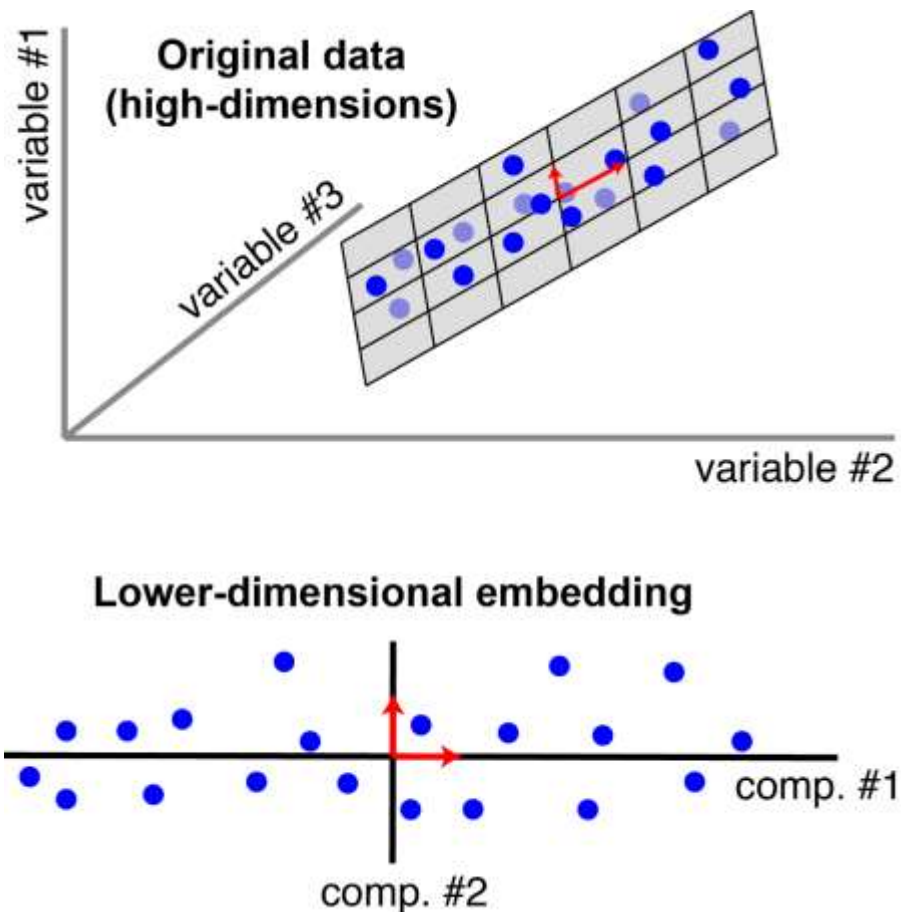 Original data
(high-dimensions)
variable #1
variable #3
variable #2
Lower-dimensional embedding
comp. #1
comp. #2